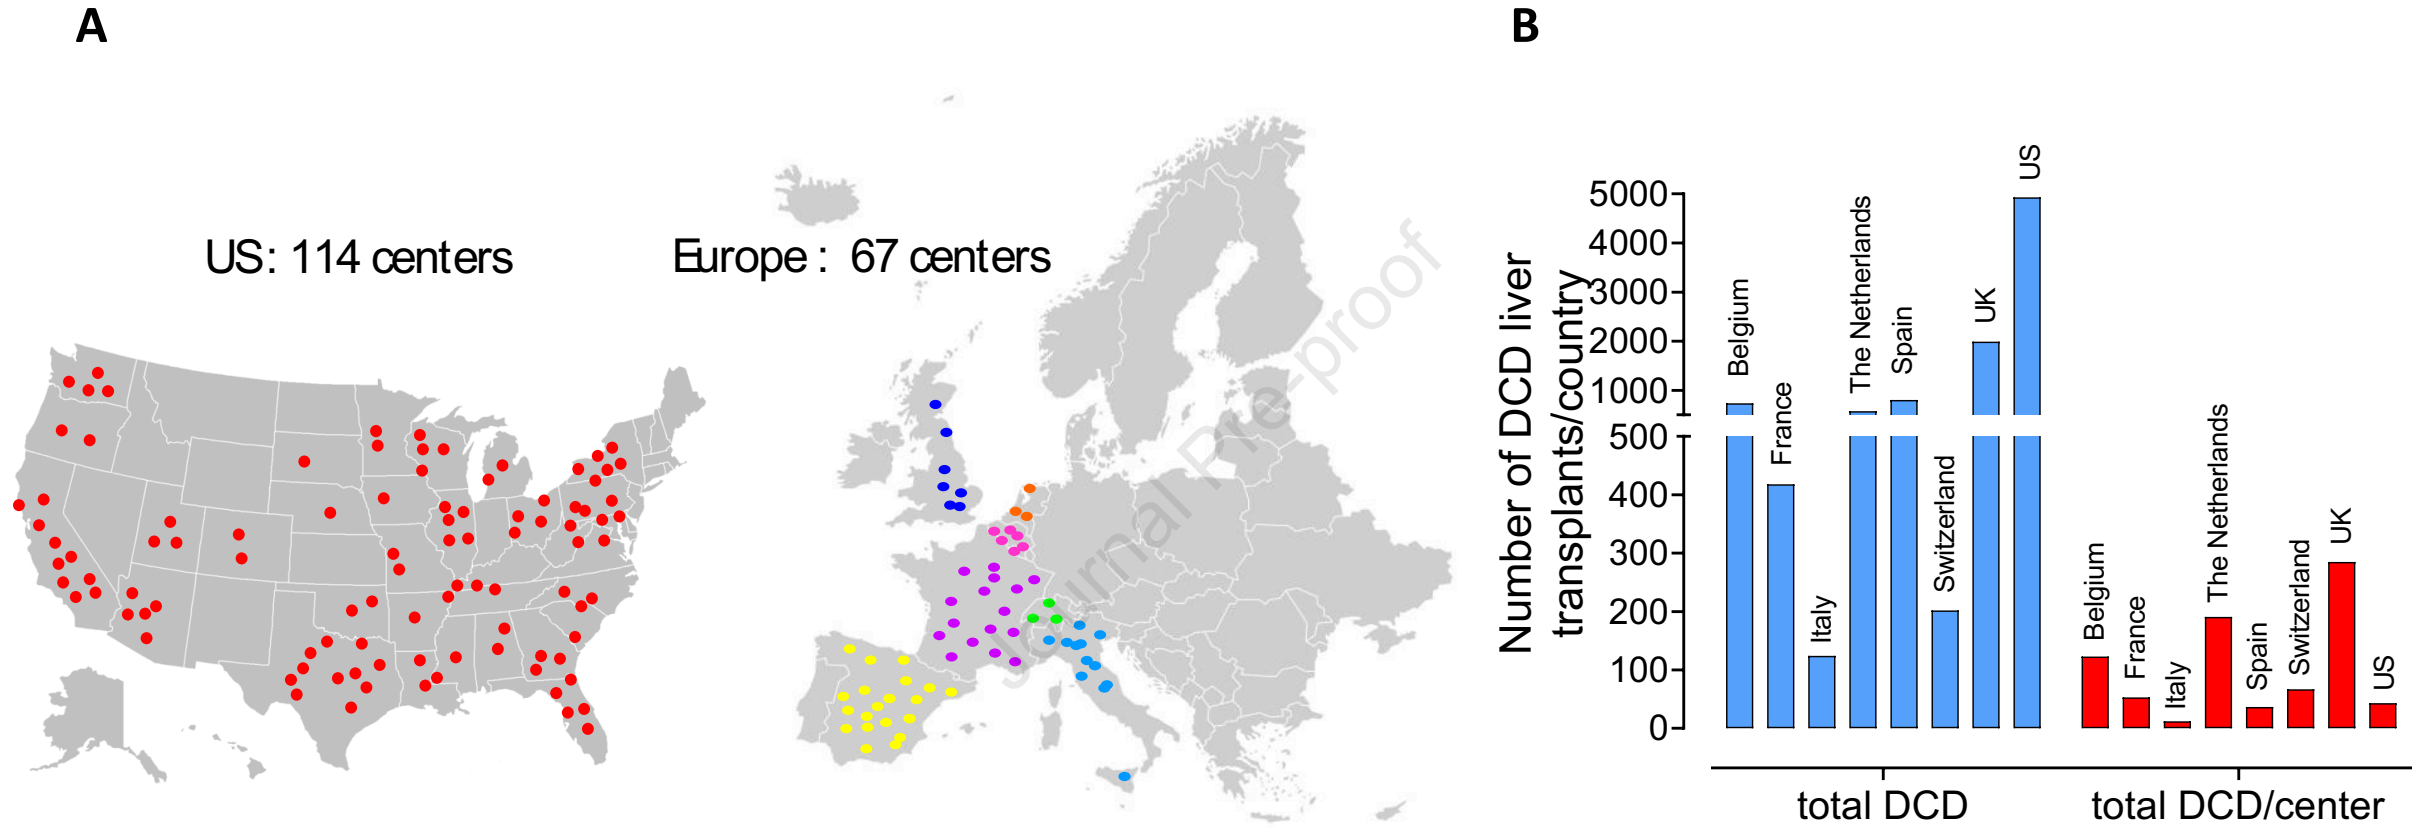 A
B
US: 114 centers
Europe : 67 centers
Journal Pre-proof
Number of DCD liver
transplants/country
5000
4000
3000
2000
1000
500
400
300
200
100
0
Belgium
France
Italy
The Netherlands
Spain
Switzerland
UK
US
Belgium
France
Italy
The Netherlands
Spain
Switzerland
UK
US
total DCD
total DCD/center